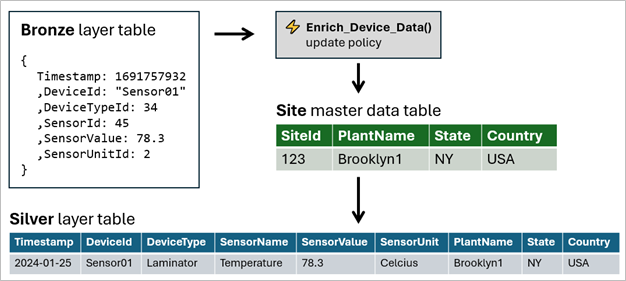 Bronze layer table
{
Timestamp: 1691757932
,DeviceId: "Sensor01"
,DeviceTypeId: 34
,SensorId: 45
,SensorValue: 78.3
,SensorUnitId: 2
}
Enrich_Device_Data()
update policy
Site master data table
SiteId PlantName State Country
123 Brooklyn1 NY USA
Silver layer table
Timestamp DeviceId DeviceType SensorName SensorValue SensorUnit PlantName State Country
2024-01-25 Sensor01 Laminator Temperature 78.3 Celcius Brooklyn1 NY USA